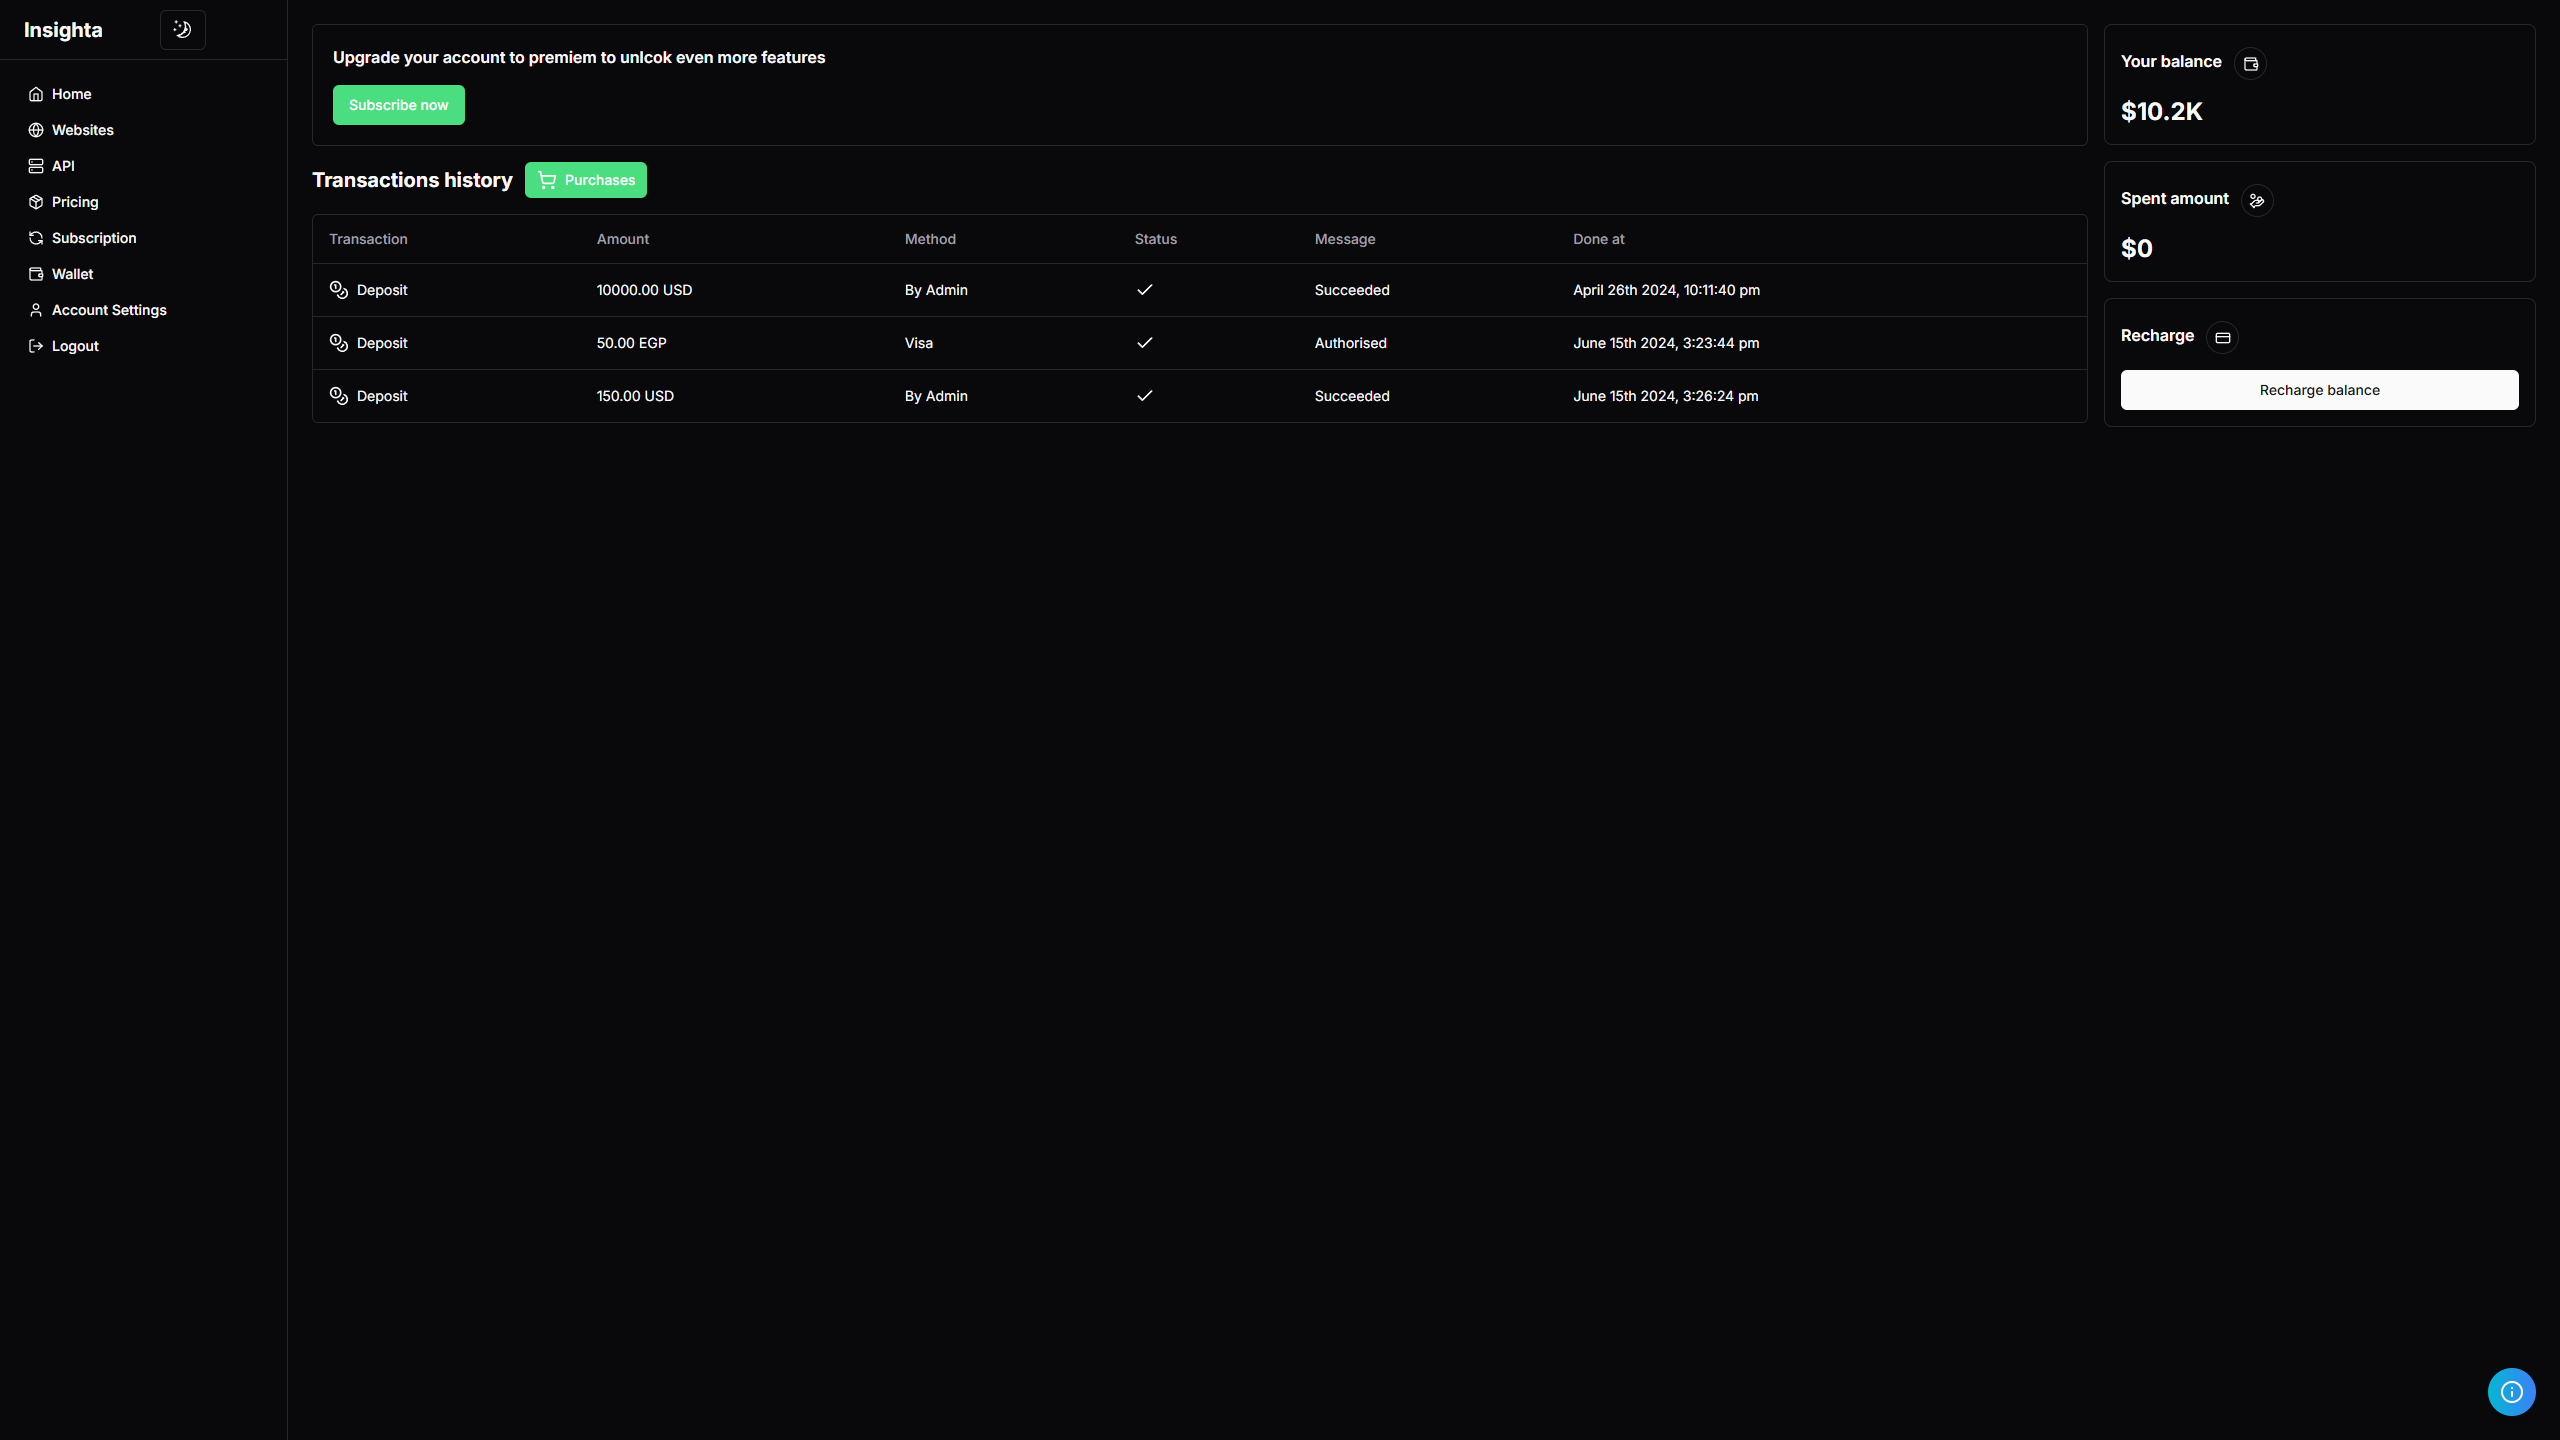 Insighta
Home
Websites
API
Pricing
Subscription
Wallet
Account Settings
Logout
Upgrade your account to premiem to unlcok even more features
Subscribe now
Transactions history
Purchases
Transaction Amount Method Status Message Done at
Deposit 10000.00 USD By Admin Succeeded April 26th 2024, 10:11:40 pm
Deposit 50.00 EGP Visa Authorised June 15th 2024, 3:23:44 pm
Deposit 150.00 USD By Admin Succeeded June 15th 2024, 3:26:24 pm
Your balance
$10.2K
Spent amount
$0
Recharge
Recharge balance